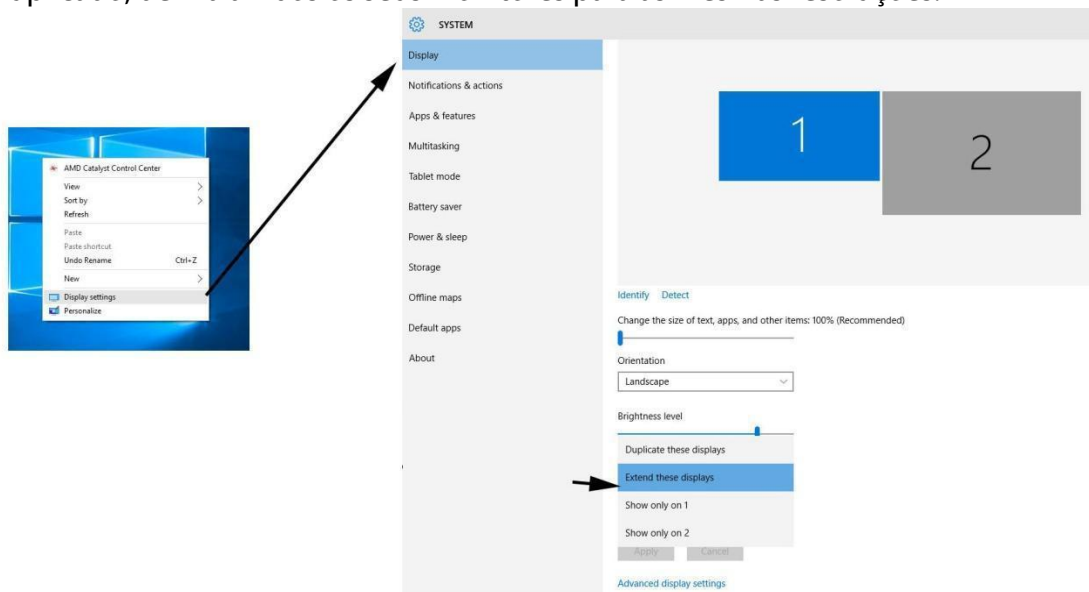 SYSTEM
Display
Notifications & actions
Apps & features
Multitasking
Tablet mode
Battery saver
Power & sleep
Storage
Offline maps
Default apps
About
AMD Catalyst Control Center
View
Sort by
Refresh
Paste
Paste shortcut
Undo Rename Ctrl+Z
New
Display settings
Personalize
1
2
Identify Detect
Change the size of text, apps, and other items: 100% (Recommended)
Orientation
Landscape
Brightness level
Duplicate these displays
Extend these displays
Show only on 1
Show only on 2
Apply Cancel
Advanced display settings